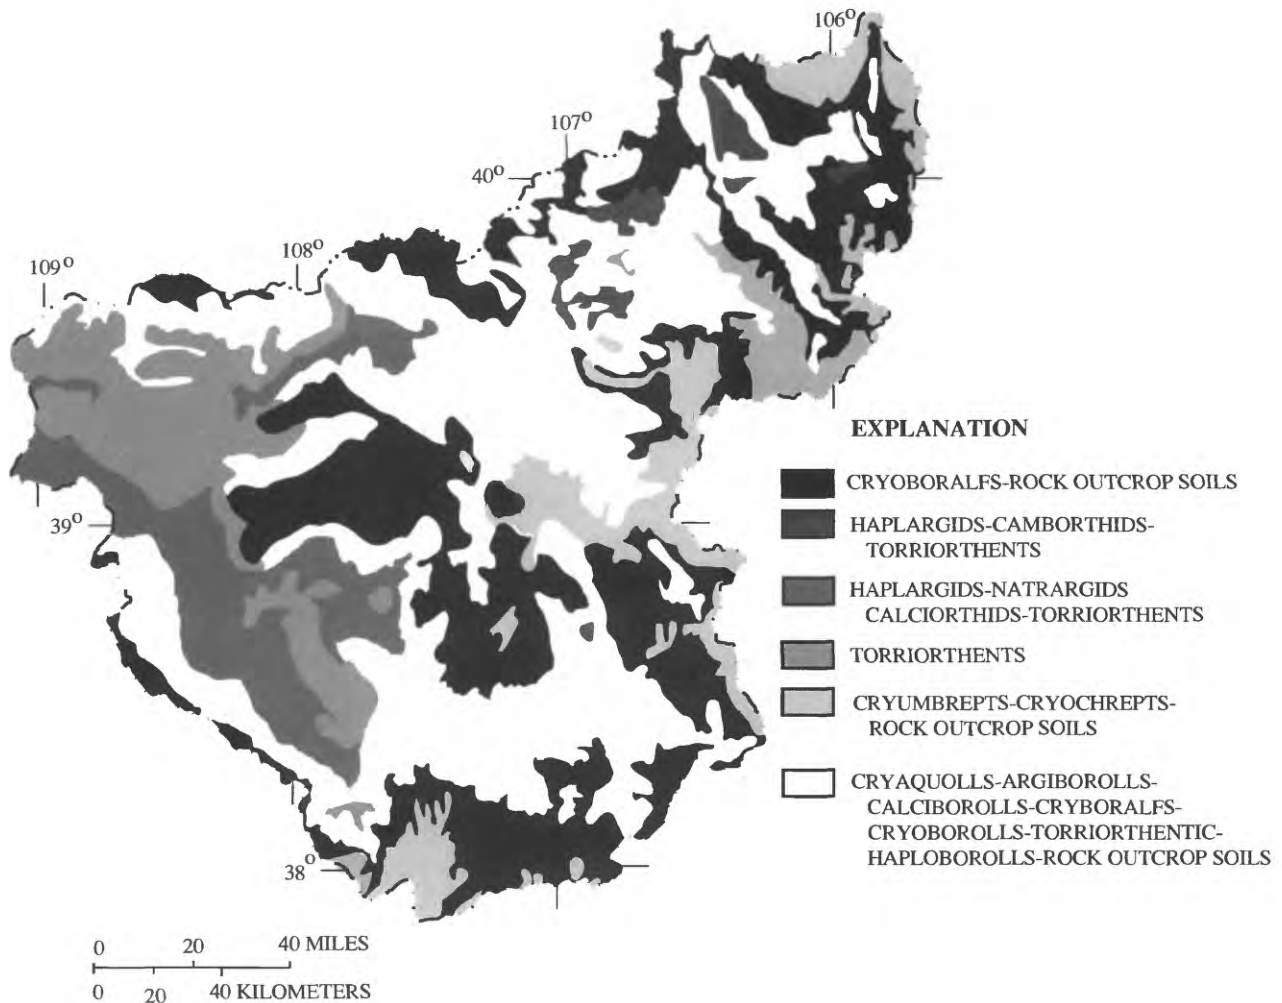 106°
107°
40°
108°
109°
39°
38°
EXPLANATION
CRYOBORALFS-ROCK OUTCROP SOILS
HAPLARGIDS-CAMBORTHIDS-
TORRIORTHENTS
HAPLARGIDS-NATRARGIDS
CALCIORTHIDS-TORRIORTHENTS
TORRIORTHENTS
CRYUMBREPTS-CRYOCHREPTS-
ROCK OUTCROP SOILS
CRYAQUOLLS-ARGIBOROLLS-
CALCIBOROLLS-CRYBORALFS-
CRYOBOROLLS-TORRIORTHENTIC-
HAPLOBOROLLS-ROCK OUTCROP SOILS
0 20 40 MILES
0 20 40 KILOMETERS